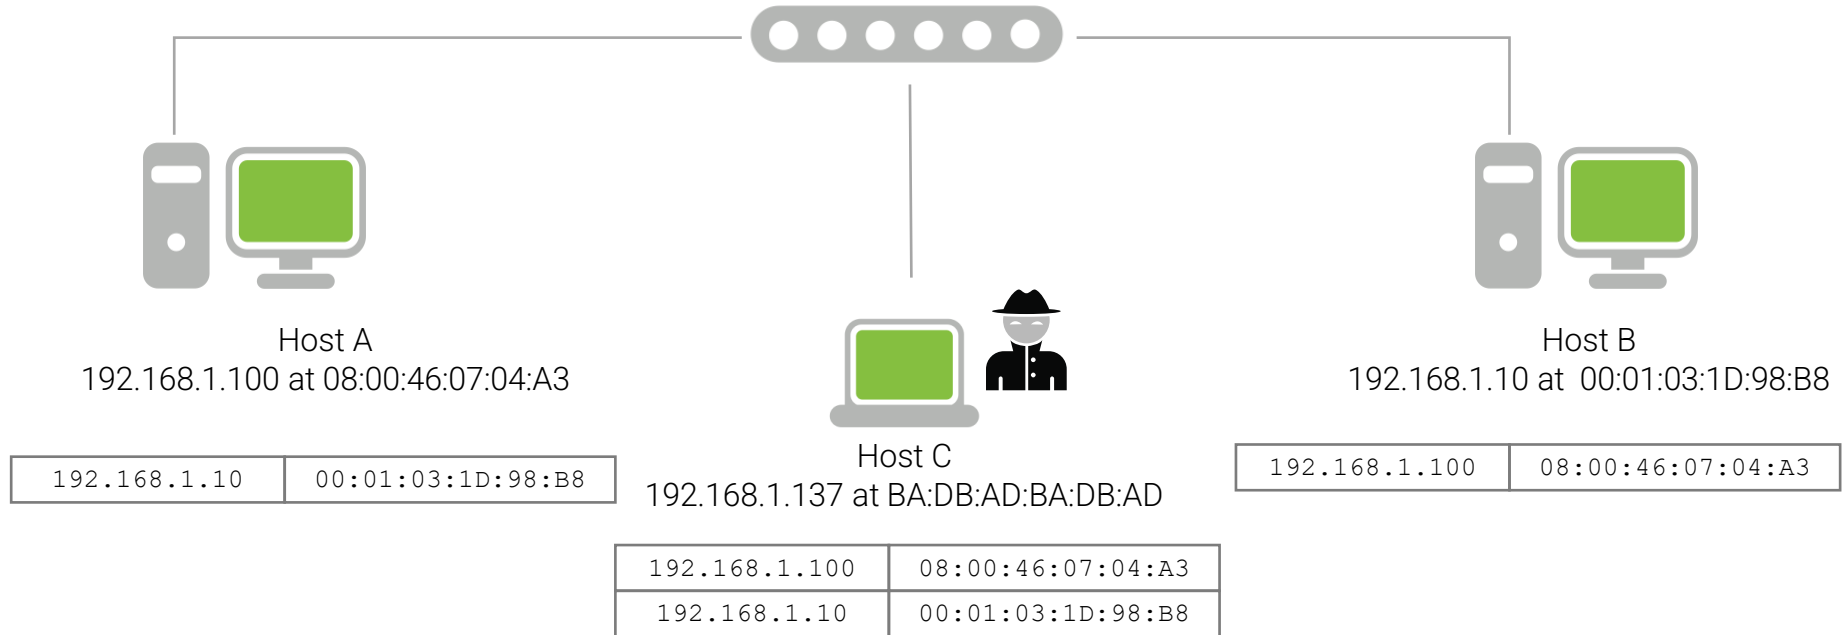 Host A
192.168.1.100 at 08:00:46:07:04:A3
192.168.1.10 00:01:03:1D:98:B8
Host C
192.168.1.137 at BA:DB:AD:BA:DB:AD
192.168.1.100 08:00:46:07:04:A3
192.168.1.10 00:01:03:1D:98:B8
Host B
192.168.1.10 at 00:01:03:1D:98:B8
192.168.1.100 08:00:46:07:04:A3